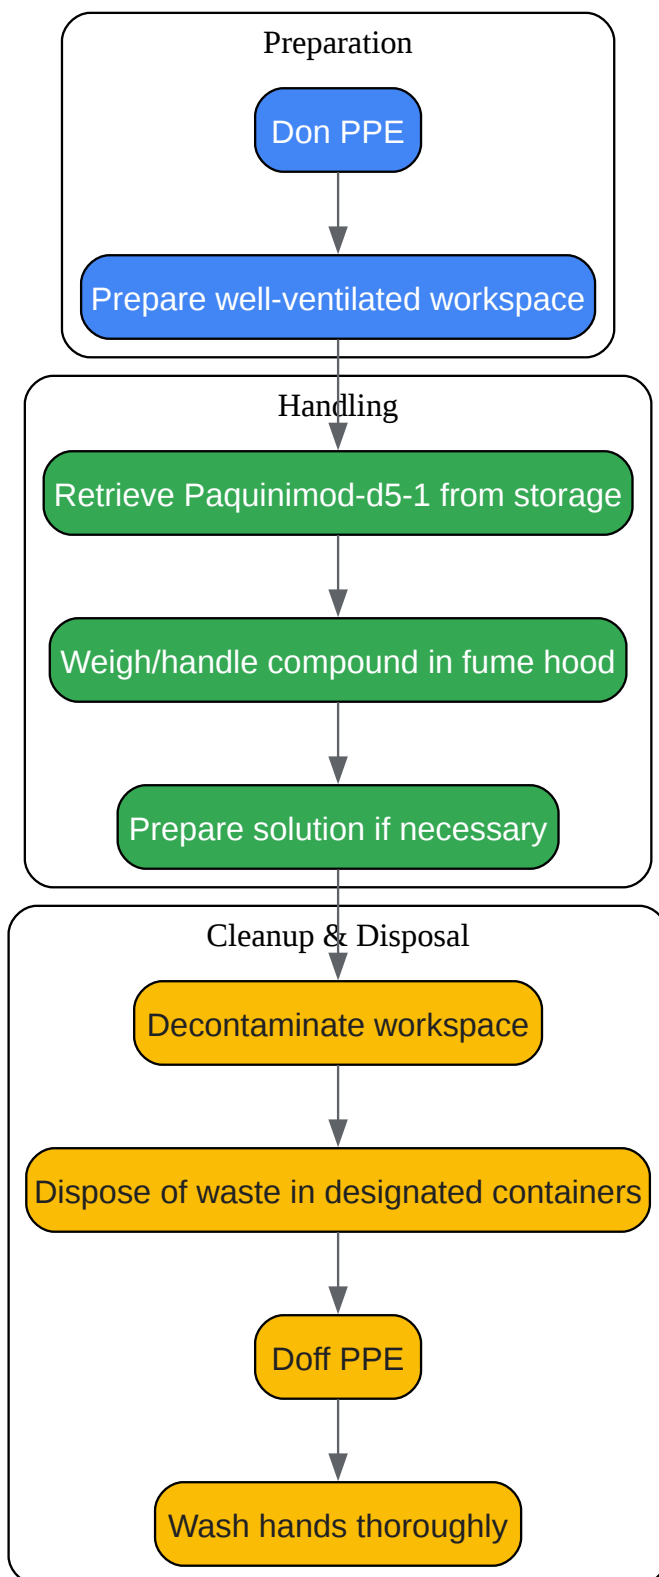 Preparation
Don PPE
Prepare well-ventilated workspace
Handling
Retrieve Paquinimod-d5-1 from storage
Weigh/handle compound in fume hood
Prepare solution if necessary
Cleanup & Disposal
Decontaminate workspace
Dispose of waste in designated containers
Doff PPE
Wash hands thoroughly